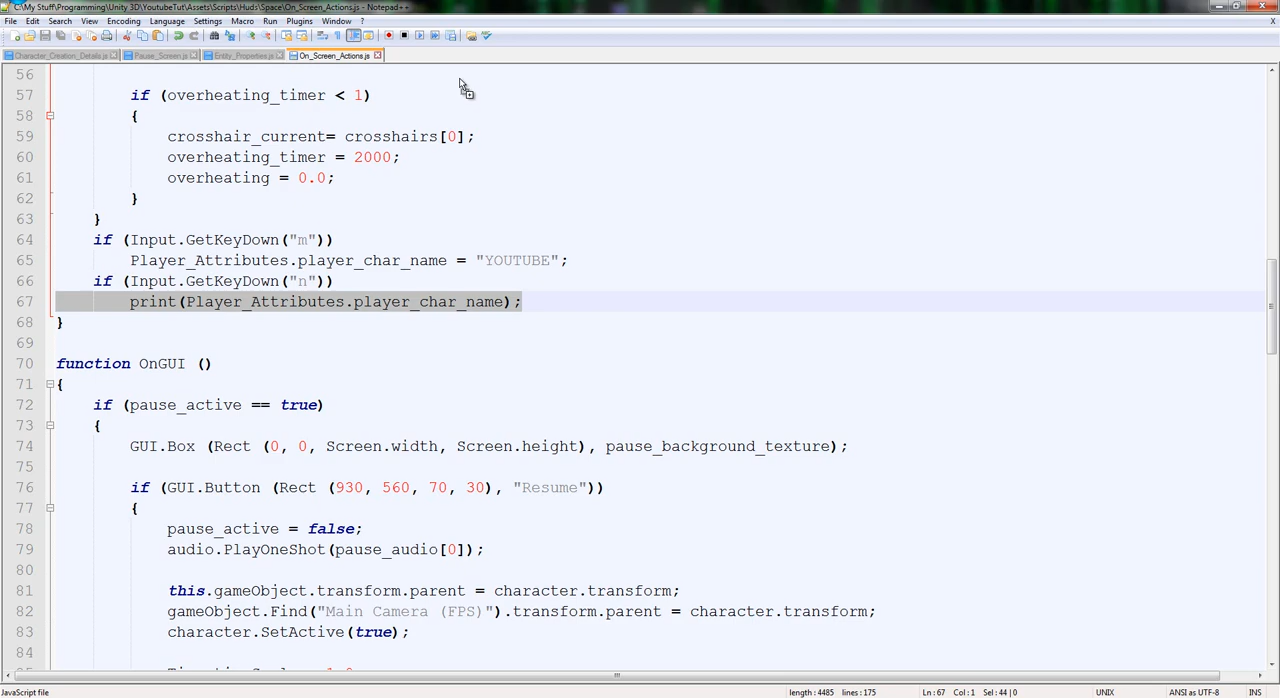 C:\My Stuff\Programming\Unity 3D\YoutubeTut\Assets\Scripts\Huds\Space\On_Screen_Actions.js - Notepad++
File Edit Search View Encoding Language Settings Macro Run Plugins Window ? X
Character_Creation_Details.js Pause_Screen.js Entity_Properties.js On_Screen_Actions.js
56
57 if (overheating_timer < 1)
58 {
59 crosshair_current= crosshairs[0];
60 overheating_timer = 2000;
61 overheating = 0.0;
62 }
63 }
64 if (Input.GetKeyDown("m"))
65 Player_Attributes.player_char_name = "YOUTUBE";
66 if (Input.GetKeyDown("n"))
67 print(Player_Attributes.player_char_name);
68 }
69
70 function OnGUI ()
71 {
72 if (pause_active == true)
73 {
74 GUI.Box (Rect (0, 0, Screen.width, Screen.height), pause_background_texture);
75
76 if (GUI.Button (Rect (930, 560, 70, 30), "Resume"))
77 {
78 pause_active = false;
79 audio.PlayOneShot(pause_audio[0]);
80
81 this.gameObject.transform.parent = character.transform;
82 gameObject.Find("Main Camera (FPS)").transform.parent = character.transform;
83 character.SetActive(true);
84
JavaScript file length : 4485 lines : 175 Ln : 67 Col : 1 Sel : 44 | 0 UNIX ANSI as UTF-8 INS